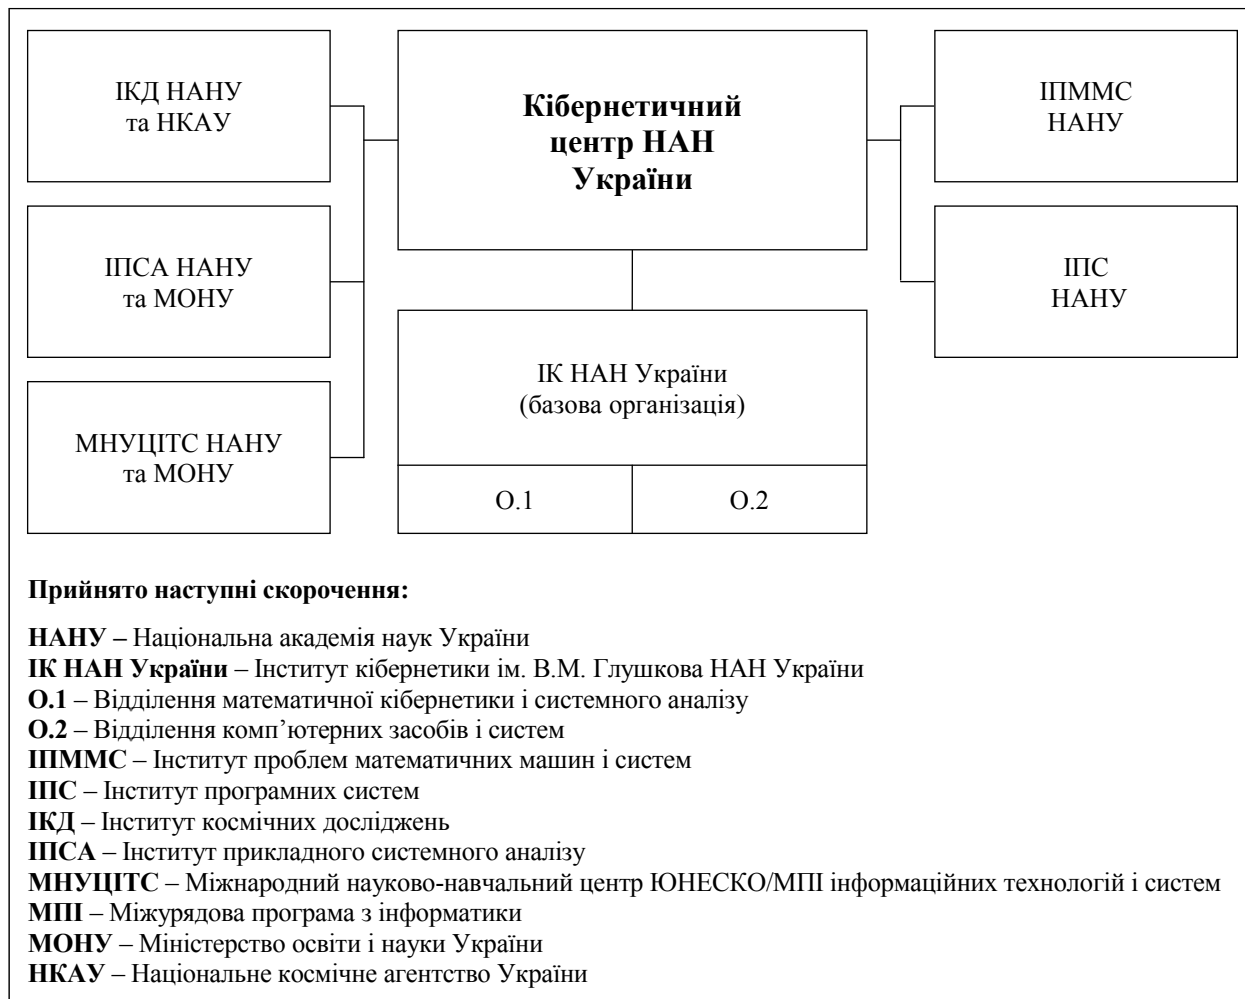 ІКД НАНУ
та НКАУ
ІПСА НАНУ
та МОНУ
МНУЦІТС НАНУ
та МОНУ
Кібернетичний
центр НАН
України
ІК НАН України
(базова організація)
О.1
О.2
ІПММС
НАНУ
ІПС
НАНУ
Прийнято наступні скорочення:
НАНУ – Національна академія наук України
ІК НАН України – Інститут кібернетики ім. В.М. Глушкова НАН України
О.1 – Відділення математичної кібернетики і системного аналізу
О.2 – Відділення комп’ютерних засобів і систем
ІПММС – Інститут проблем математичних машин і систем
ІПС – Інститут програмних систем
ІКД – Інститут космічних досліджень
ІПСА – Інститут прикладного системного аналізу
МНУЦІТС – Міжнародний науково-навчальний центр ЮНЕСКО/МПІ інформаційних технологій і систем
МПІ – Міжурядова програма з інформатики
МОНУ – Міністерство освіти і науки України
НКАУ – Національне космічне агентство України